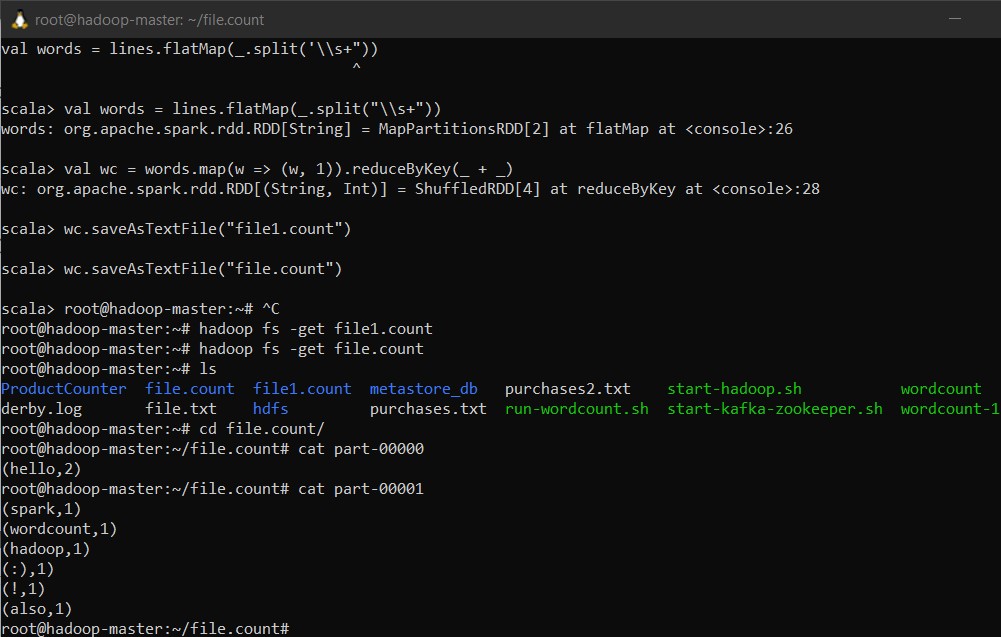 root@hadoop-master: ~/file.count
val words = lines.flatMap(_.split('\\s+"))
^
scala> val words = lines.flatMap(_.split("\\s+"))
words: org.apache.spark.rdd.RDD[String] = MapPartitionsRDD[2] at flatMap at <console>:26
scala> val wc = words.map(w => (w, 1)).reduceByKey(_ + _)
wc: org.apache.spark.rdd.RDD[(String, Int)] = ShuffledRDD[4] at reduceByKey at <console>:28
scala> wc.saveAsTextFile("file1.count")
scala> wc.saveAsTextFile("file.count")
scala> root@hadoop-master:~# ^C
root@hadoop-master:~# hadoop fs -get file1.count
root@hadoop-master:~# hadoop fs -get file.count
root@hadoop-master:~# ls
ProductCounter  file.count  file1.count  metastore_db   purchases2.txt    start-hadoop.sh           wordcount
derby.log       file.txt    hdfs         purchases.txt  run-wordcount.sh  start-kafka-zookeeper.sh  wordcount-1
root@hadoop-master:~# cd file.count/
root@hadoop-master:~/file.count# cat part-00000
(hello,2)
root@hadoop-master:~/file.count# cat part-00001
(spark,1)
(wordcount,1)
(hadoop,1)
(:),1)
(!,1)
(also,1)
root@hadoop-master:~/file.count#